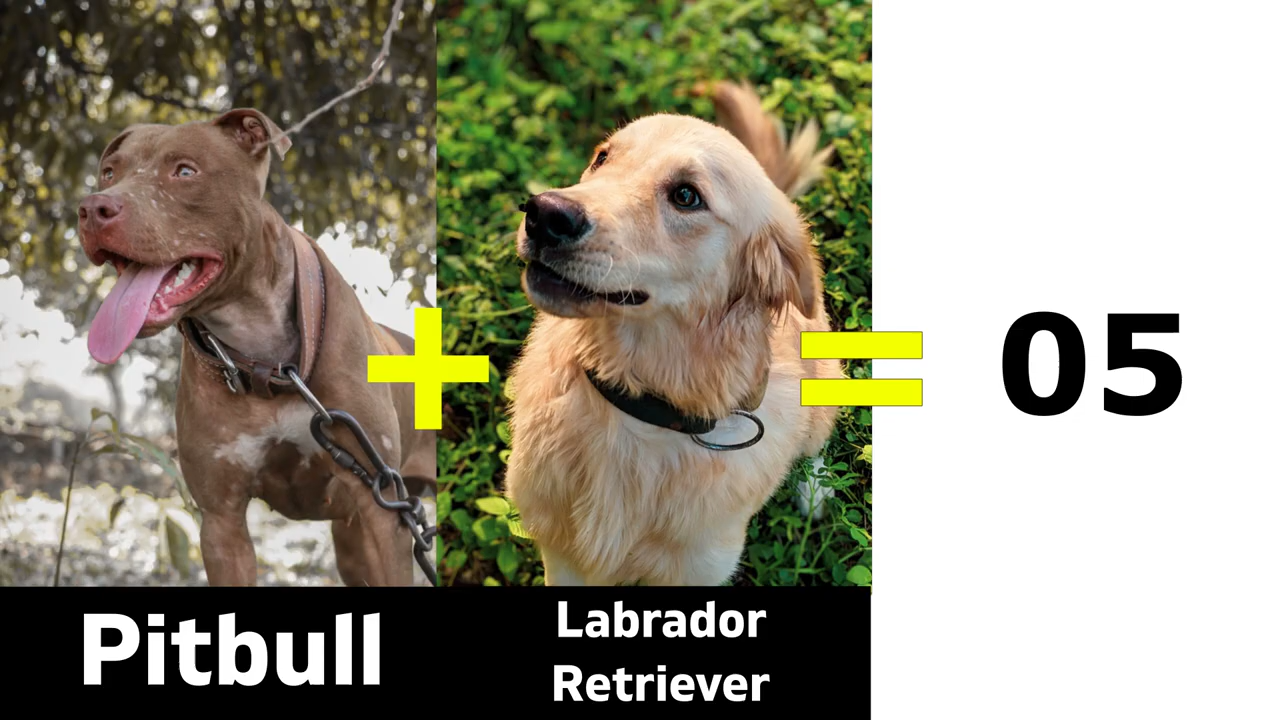 Pitbull
Labrador
Retriever
+
=
05